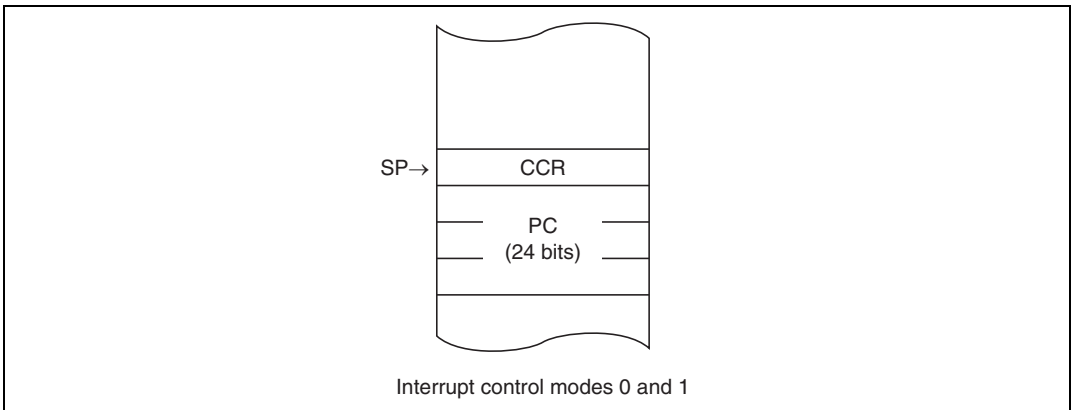 SP→ CCR
PC
(24 bits)
Interrupt control modes 0 and 1